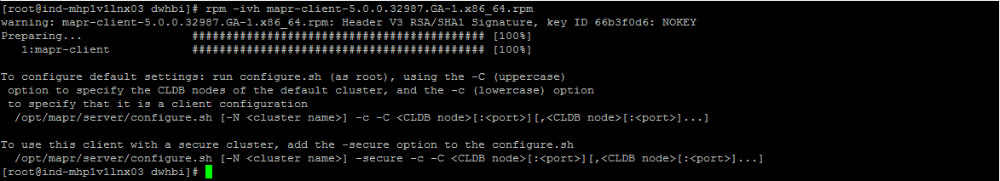 [root@ind-mhp1v1lnx03 dwhbi]# rpm -ivh mapr-client-5.0.0.32987.GA-1.x86_64.rpm
warning: mapr-client-5.0.0.32987.GA-1.x86_64.rpm: Header V3 RSA/SHA1 Signature, key ID 66b3f0d6: NOKEY
Preparing... ########################################### [100%]
1:mapr-client ########################################### [100%]
To configure default settings: run configure.sh (as root), using the -C (uppercase)
option to specify the CLDB nodes of the default cluster, and the -c (lowercase) option
to specify that it is a client configuration
/opt/mapr/server/configure.sh [-N <cluster name>] -c -C <CLDB node>[:<port>][,<CLDB node>[:<port>]...]
To use this client with a secure cluster, add the -secure option to the configure.sh
/opt/mapr/server/configure.sh [-N <cluster name>] -secure -c -C <CLDB node>[:<port>][,<CLDB node>[:<port>]...]
[root@ind-mhp1v1lnx03 dwhbi]#